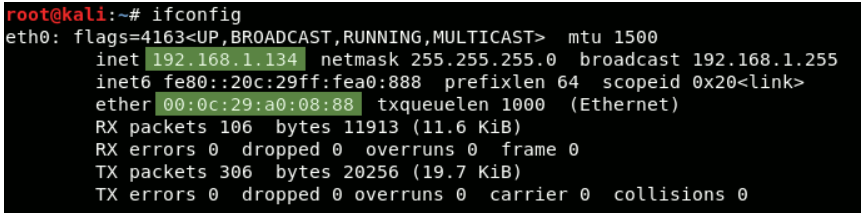 root@kali:~# ifconfig
eth0: flags=4163<UP,BROADCAST,RUNNING,MULTICAST>  mtu 1500
        inet 192.168.1.134  netmask 255.255.255.0  broadcast 192.168.1.255
        inet6 fe80::20c:29ff:fea0:888  prefixlen 64  scopeid 0x20<link>
        ether 00:0c:29:a0:08:88  txqueuelen 1000  (Ethernet)
        RX packets 106  bytes 11913 (11.6 KiB)
        RX errors 0  dropped 0  overruns 0  frame 0
        TX packets 306  bytes 20256 (19.7 KiB)
        TX errors 0  dropped 0 overruns 0  carrier 0  collisions 0